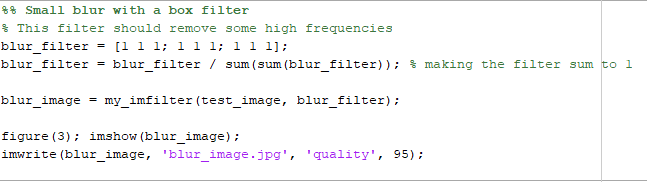 %% Small blur with a box filter
% This filter should remove some high frequencies
blur_filter = [1 1 1; 1 1 1; 1 1 1];
blur_filter = blur_filter / sum(sum(blur_filter)); % making the filter sum to 1
blur_image = my_imfilter(test_image, blur_filter);
figure(3); imshow(blur_image);
imwrite(blur_image, 'blur_image.jpg', 'quality', 95);